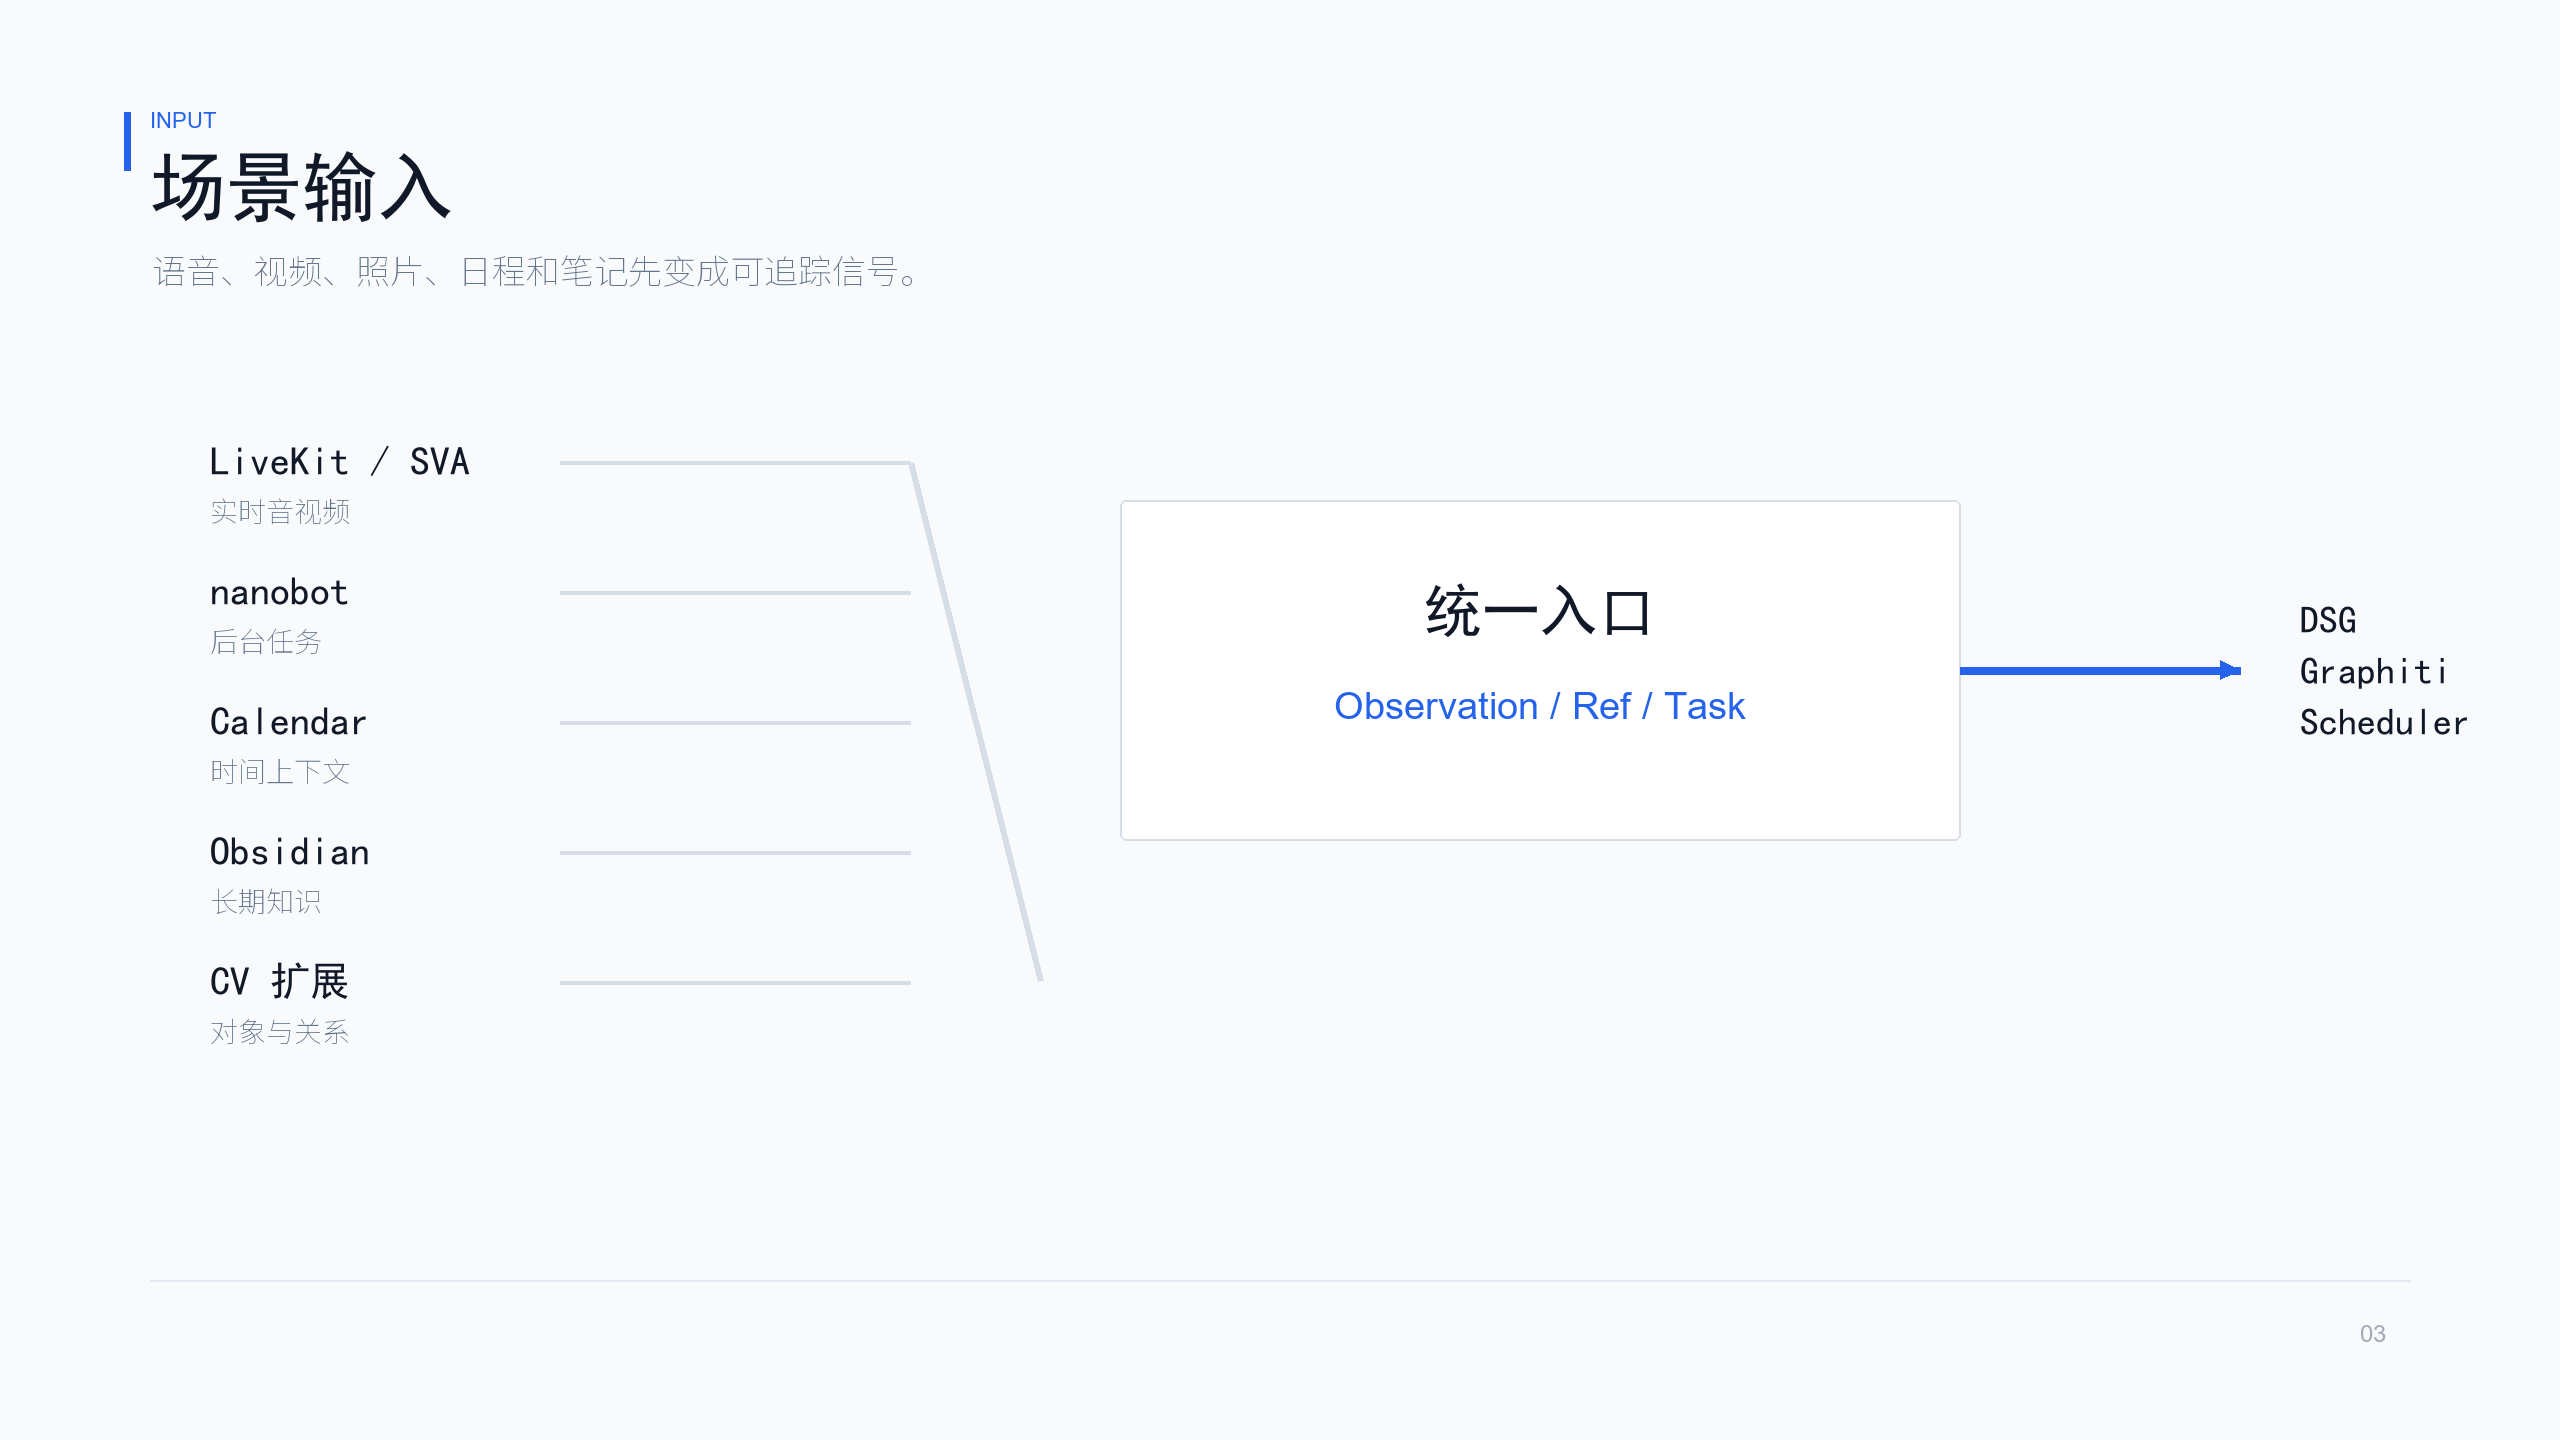 INPUT
场景输入
语音、视频、照片、日程和笔记先变成可追踪信号。
LiveKit / SVA
实时音视频
nanobot
后台任务
Calendar
时间上下文
Obsidian
长期知识
CV 扩展
对象与关系
统一入口
Observation / Ref / Task
DSG
Graphiti
Scheduler
03